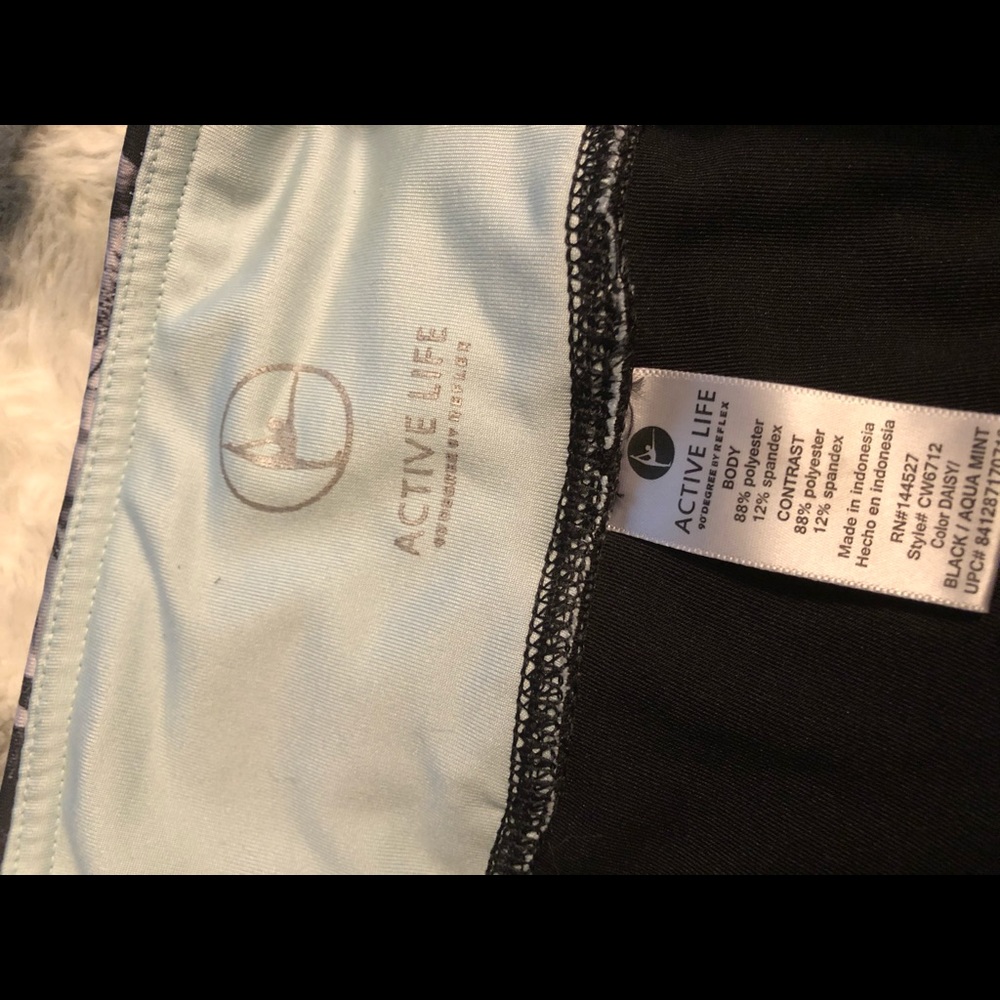 ACTIVE LIFE
90 DEGREE BY REFLEX
ACTIVE LIFE
90°DEGREE BY REFLEX
BODY
88% polyester
12% spandex
CONTRAST
88% polyester
12% spandex
Made in indonesia
Hecho en indonesia
RN#144527
Style# CW6712
Color DAISY/
BLACK / AQUA MINT
UPC#